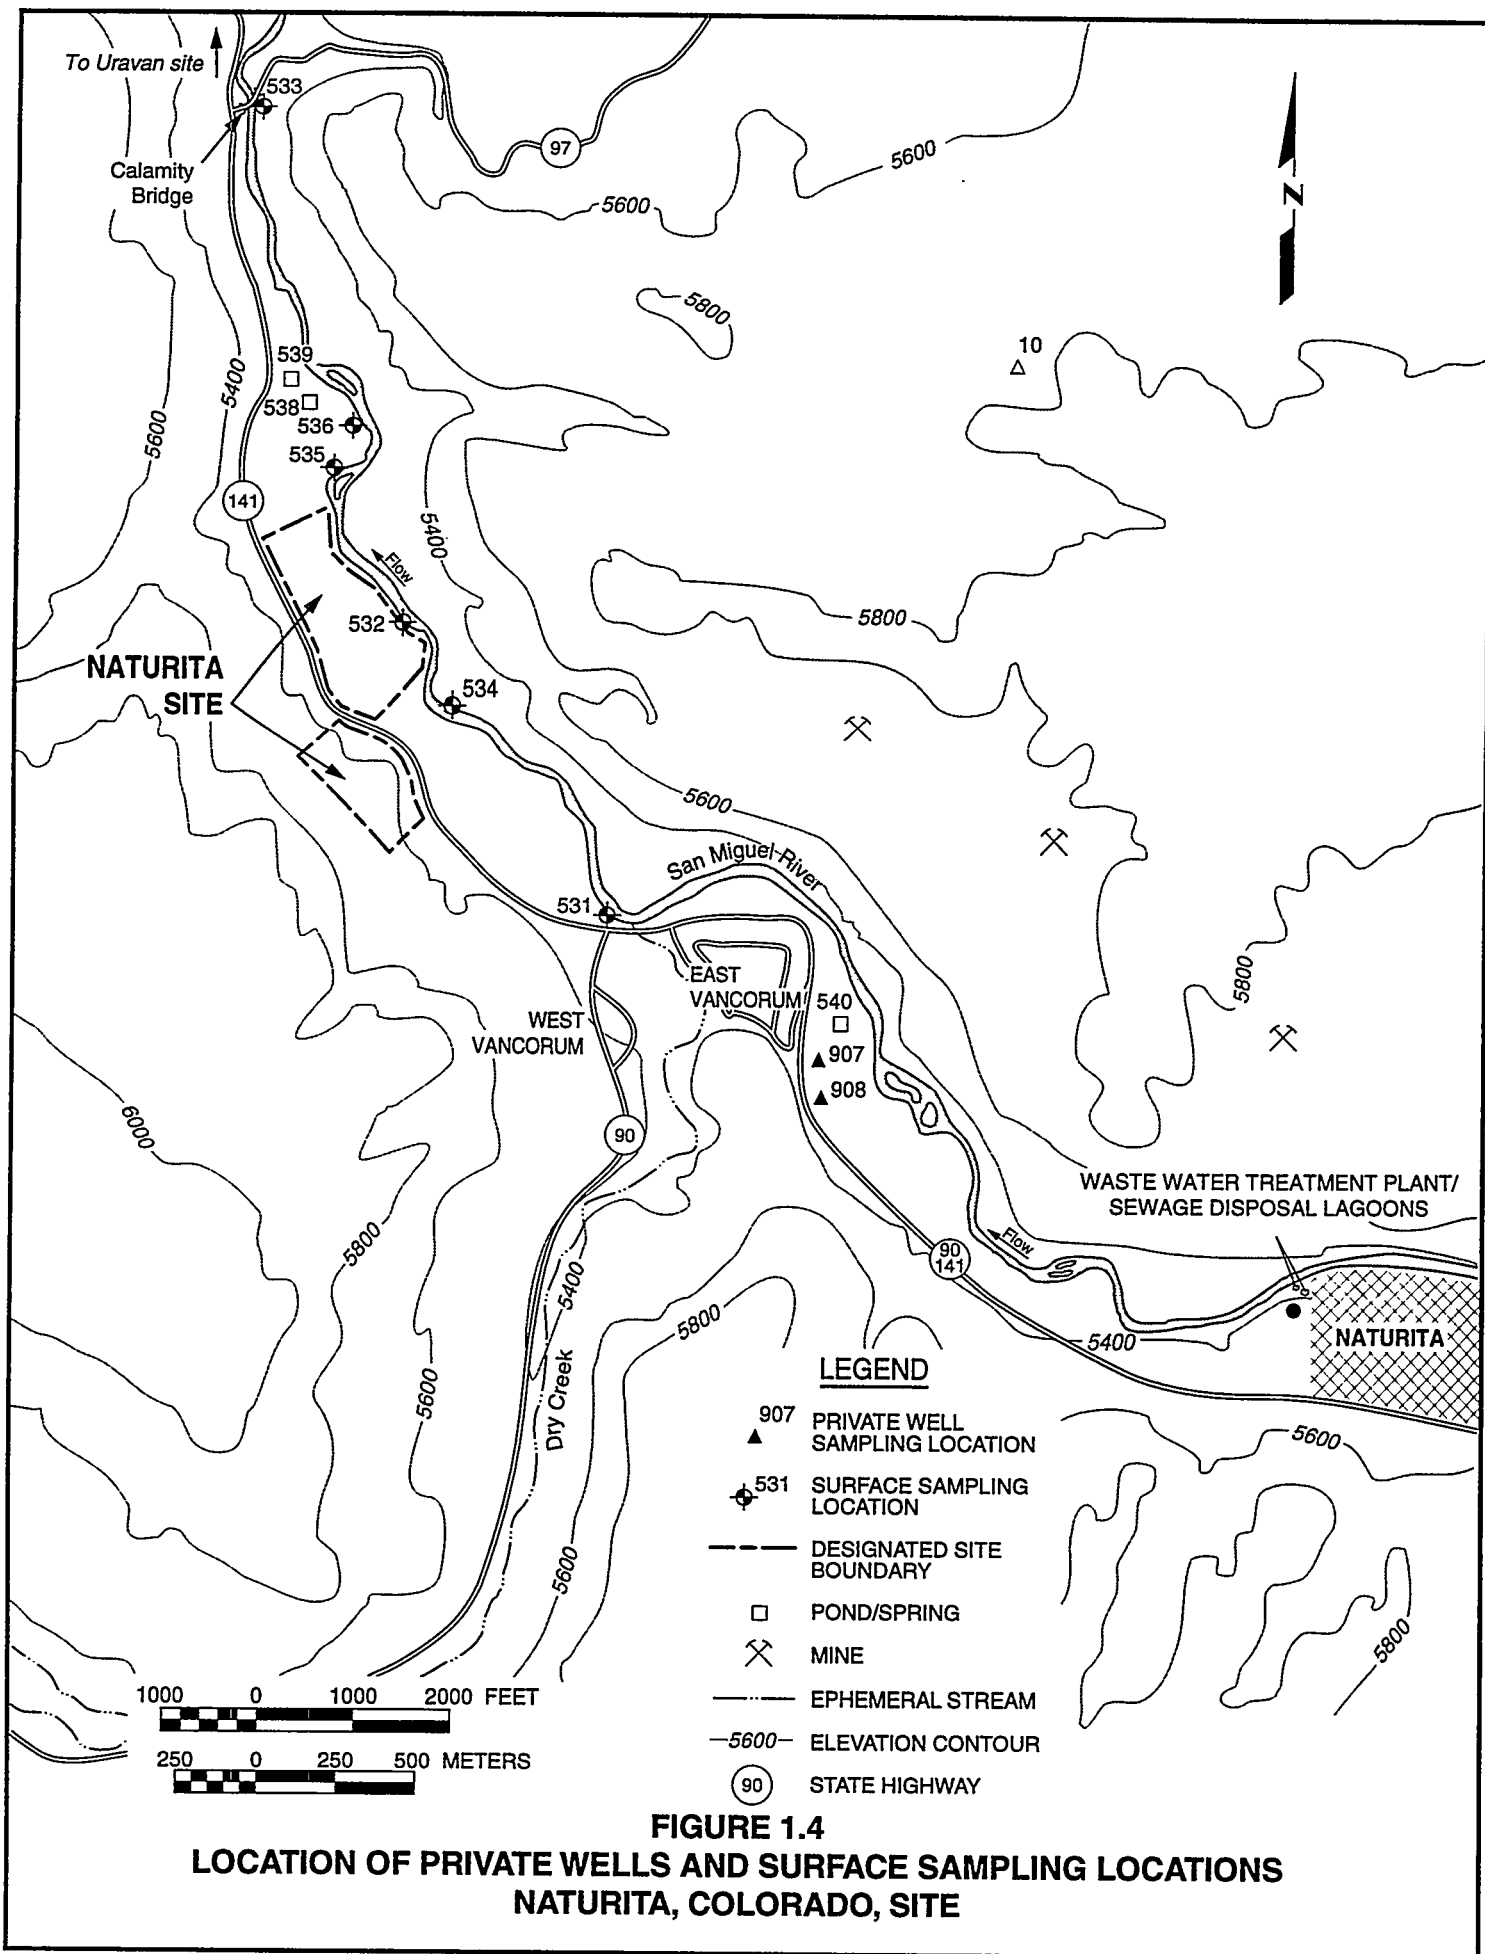 To Uravan site
533
Calamity
Bridge
97
5600
5600
5800
10
539
538
536
535
5400
5600
141
5400
Flow
532
5800
NATURITA
SITE
534
5600
San Miguel River
531
EAST
VANCORUM
540
WEST
VANCORUM
907
908
5800
6000
90
WASTE WATER TREATMENT PLANT/
SEWAGE DISPOSAL LAGOONS
Flow
90
141
5800
5400
5800
5400
NATURITA
5600
Dry Creek
5600
5600
5800
LEGEND
907 PRIVATE WELL
SAMPLING LOCATION
531 SURFACE SAMPLING
LOCATION
DESIGNATED SITE
BOUNDARY
POND/SPRING
MINE
EPHEMERAL STREAM
5600 ELEVATION CONTOUR
90 STATE HIGHWAY
1000 0 1000 2000 FEET
250 0 250 500 METERS
FIGURE 1.4
LOCATION OF PRIVATE WELLS AND SURFACE SAMPLING LOCATIONS
NATURITA, COLORADO, SITE